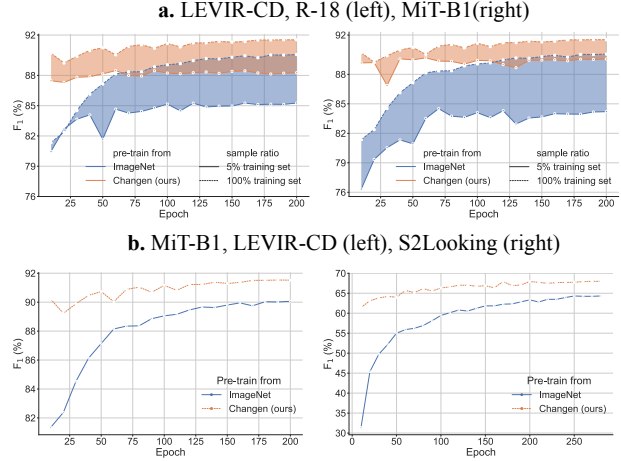 a. LEVIR-CD, R-18 (left), MiT-B1(right)
92
88
85
82
79
76
F1 (%)
pre-train from
ImageNet
Changen (ours)
sample ratio
5% training set
100% training set
0 25 50 75 100 125 150 175 200
Epoch
92
88
85
82
79
76
F1 (%)
pre-train from
ImageNet
Changen (ours)
sample ratio
5% training set
100% training set
0 25 50 75 100 125 150 175 200
Epoch
b. MiT-B1, LEVIR-CD (left), S2Looking (right)
92
90
88
86
84
82
F1 (%)
Pre-train from
ImageNet
Changen (ours)
0 25 50 75 100 125 150 175 200
Epoch
70
65
60
55
50
45
40
35
30
F1 (%)
Pre-train from
ImageNet
Changen (ours)
0 50 100 150 200 250
Epoch